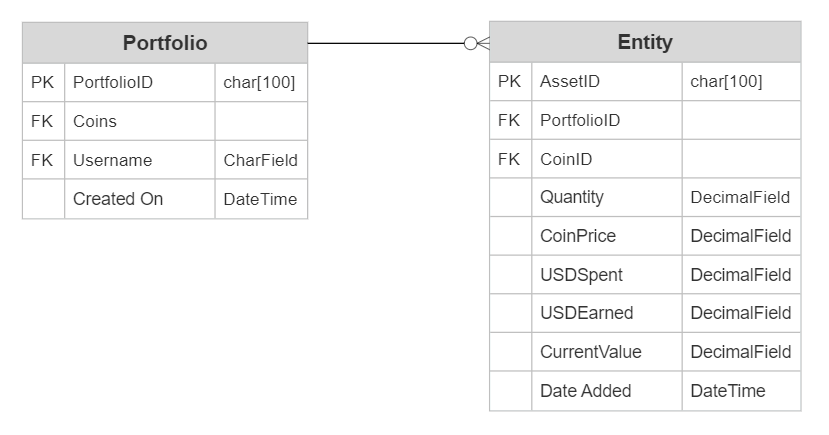 Portfolio
PK PortfolioID char[100]
FK Coins
FK Username CharField
Created On DateTime
Entity
PK AssetID char[100]
FK PortfolioID
FK CoinID
Quantity DecimalField
CoinPrice DecimalField
USDSpent DecimalField
USDEarned DecimalField
CurrentValue DecimalField
Date Added DateTime